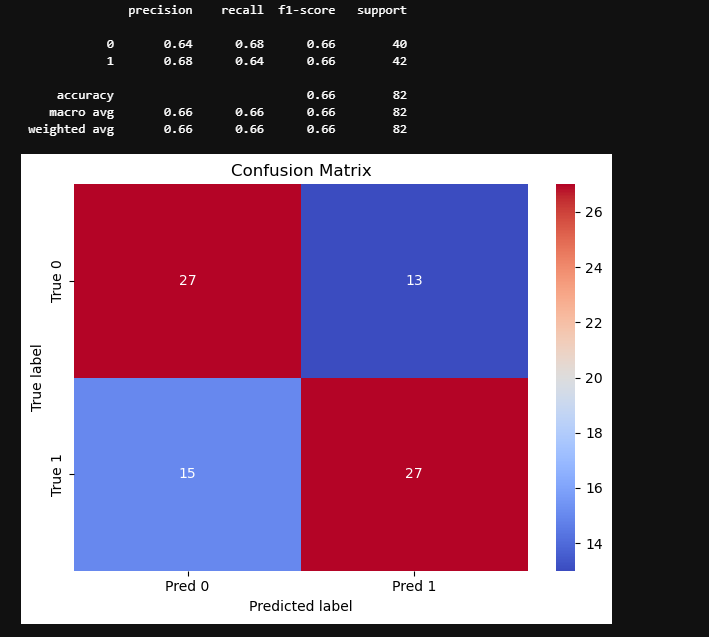 precision recall f1-score support
0 0.64 0.68 0.66 40
1 0.68 0.64 0.66 42
accuracy 0.66 82
macro avg 0.66 0.66 0.66 82
weighted avg 0.66 0.66 0.66 82
Confusion Matrix
True label
True 0
27
13
True 1
15
27
Pred 0
Pred 1
Predicted label
26
24
22
20
18
16
14